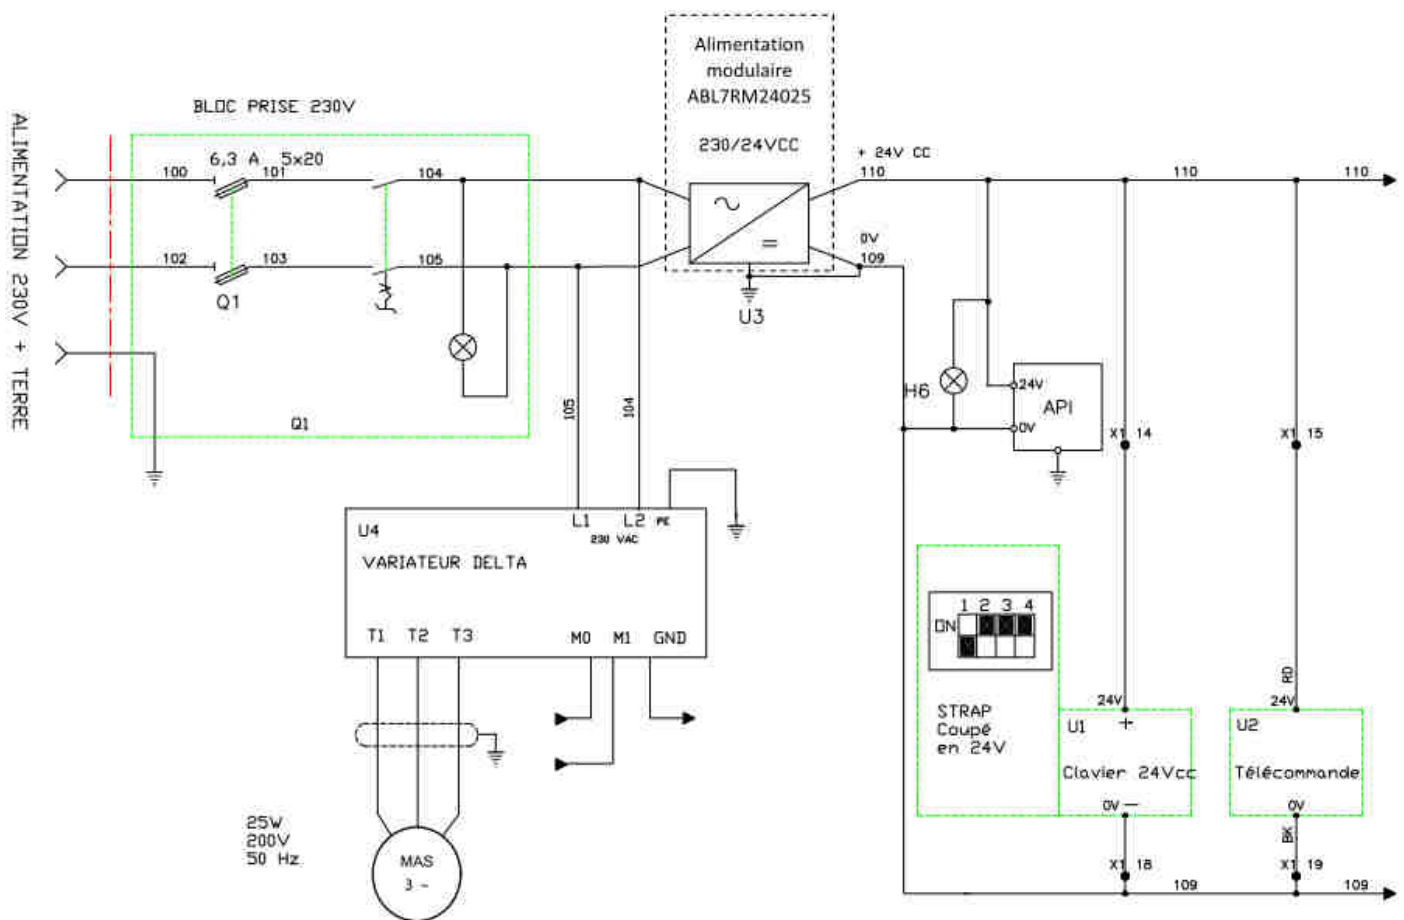 Alimentation
modulaire
ABL7RM24025
230/24VCC
BLOC PRISE 230V
ALIMENTATION 230V + TERRE
6,3 A 5x20
100
101
104
102
103
105
Q1
Q1
+ 24V CC
110
110
110
0V
109
U3
H6
24V
API
0V
X1 14
X1 15
105
104
U4
L1
L2
PE
230 VAC
VARIATEUR DELTA
T1
T2
T3
M0
M1
GND
1 2 3 4
ON
STRAP
Coupé
en 24V
RD
24V
U1
+
Clavier 24Vcc
0V —
24V
U2
Télécommande
0V
BK
X1 18
X1 19
109
109
25W
200V
50 Hz
MAS
3 ~